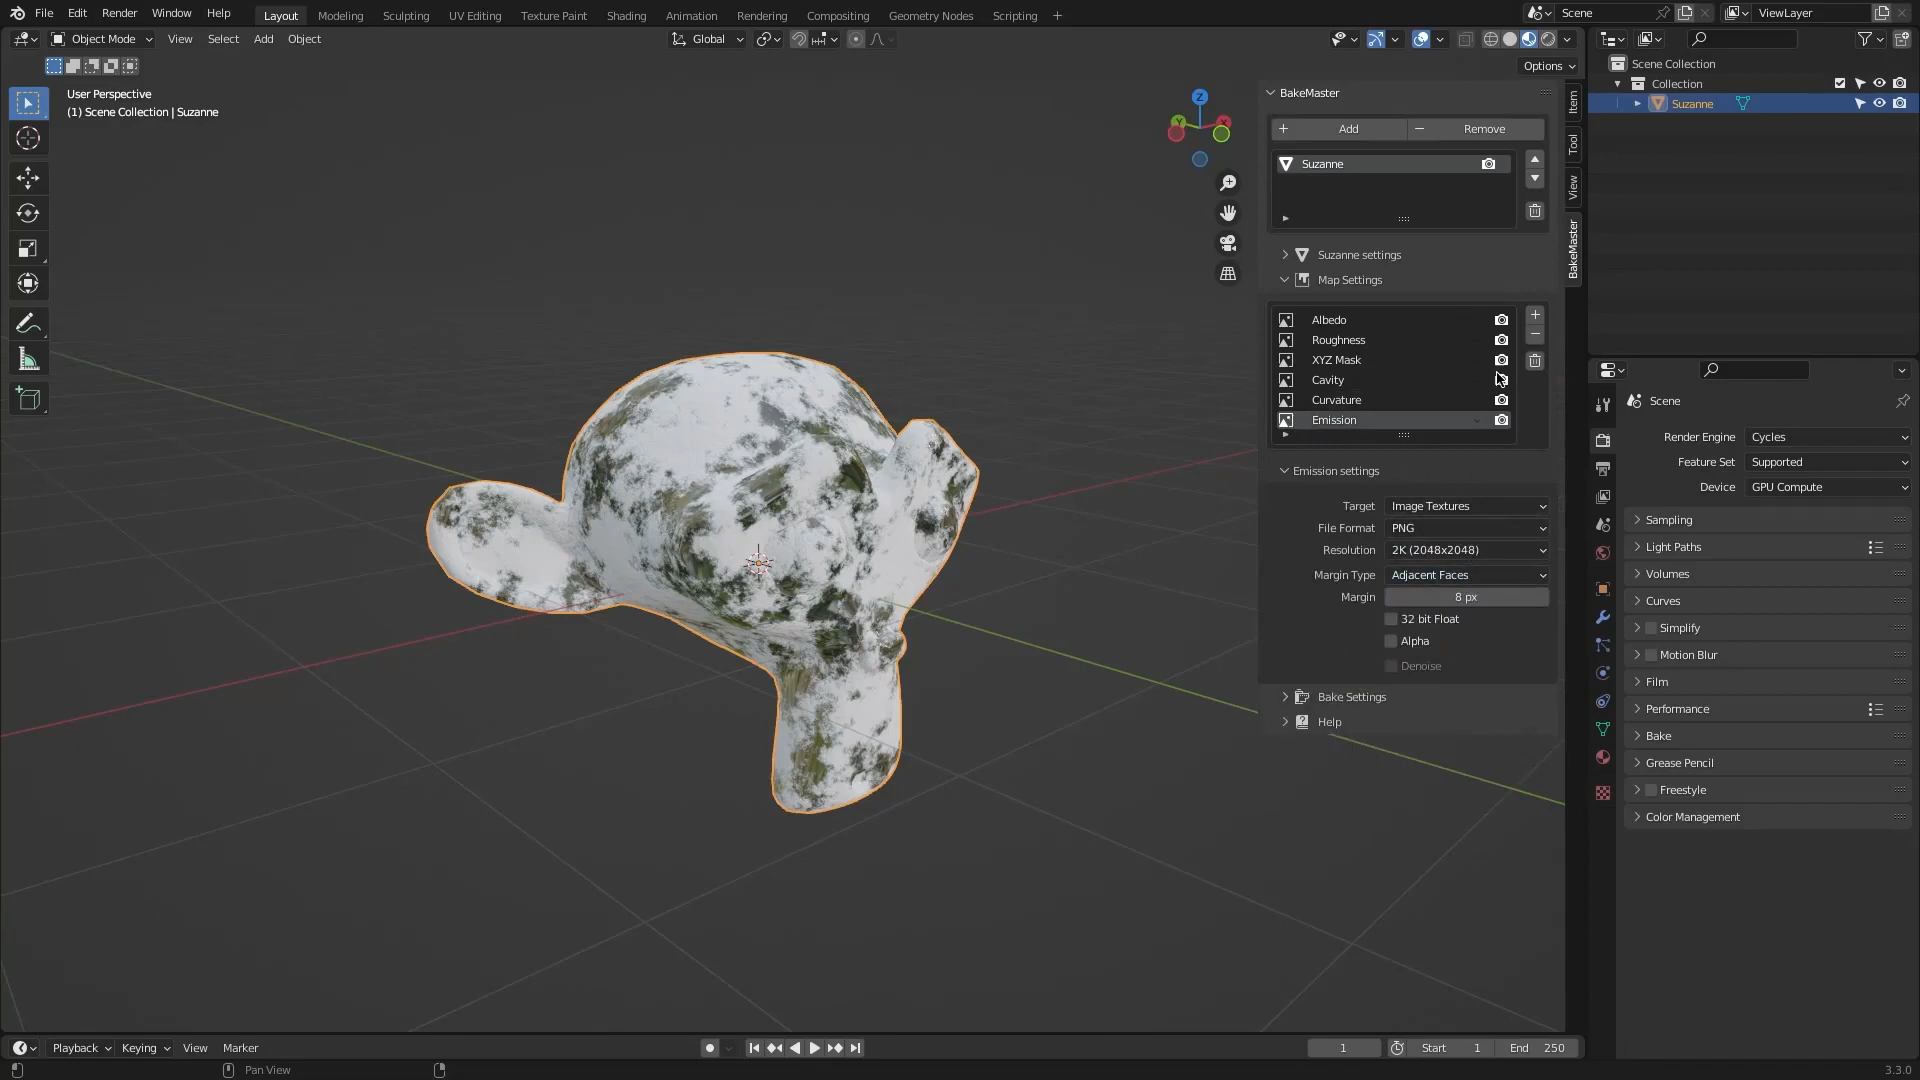 File Edit Render Window Help Layout Modeling Sculpting UV Editing Texture Paint Shading Animation Rendering Compositing Geometry Nodes Scripting + Scene ViewLayer
Object Mode View Select Add Object Global
Options
User Perspective
(1) Scene Collection | Suzanne
Z
Y
X
BakeMaster
+ Add − Remove
Suzanne
Suzanne settings
Map Settings
Albedo
Roughness
XYZ Mask
Cavity
Curvature
Emission
Emission settings
Target Image Textures
File Format PNG
Resolution 2K (2048x2048)
Margin Type Adjacent Faces
Margin 8 px
32 bit Float
Alpha
Denoise
Bake Settings
Help
Item
Tool
View
BakeMaster
Scene Collection
Collection
Suzanne
Scene
Render Engine Cycles
Feature Set Supported
Device GPU Compute
Sampling
Light Paths
Volumes
Curves
Simplify
Motion Blur
Film
Performance
Bake
Grease Pencil
Freestyle
Color Management
Playback Keying View Marker 1 Start 1 End 250
Pan View 3.3.0